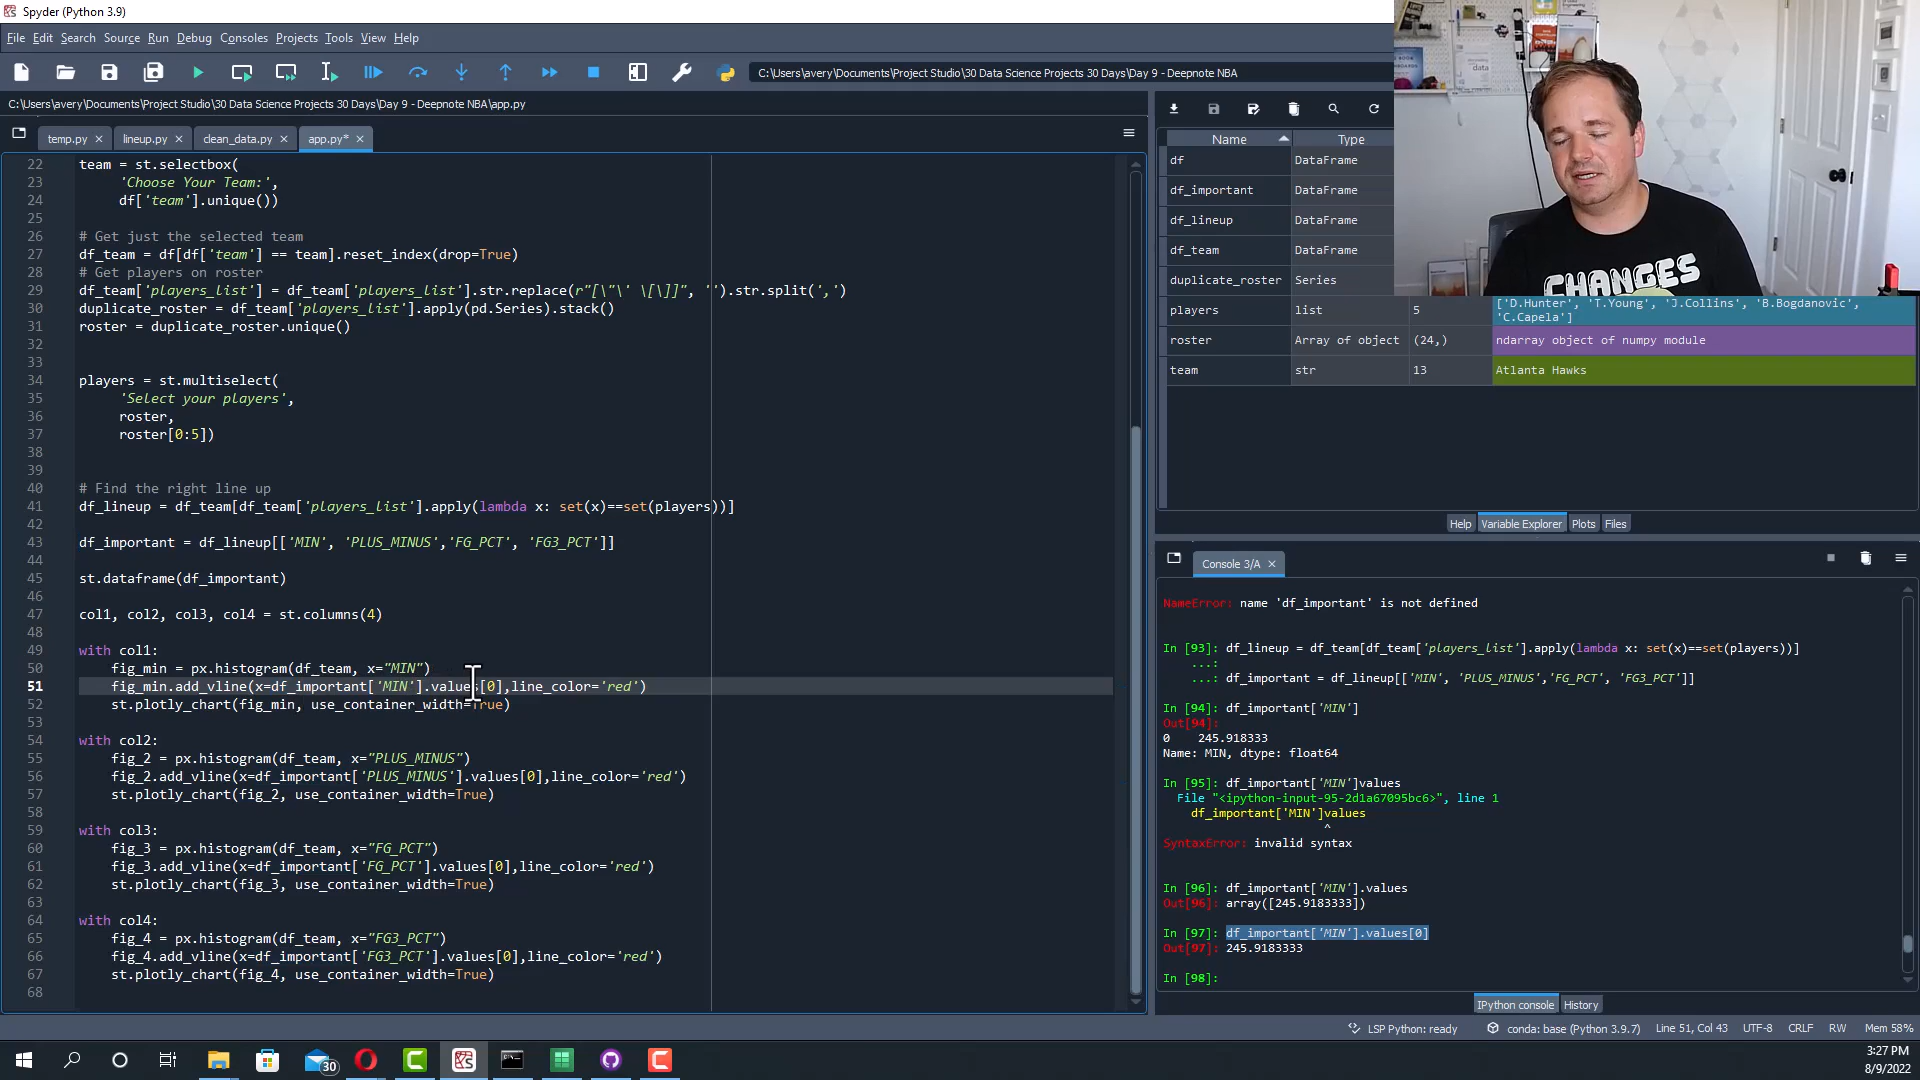 Spyder (Python 3.9)
File Edit Search Source Run Debug Consoles Projects Tools View Help
C:\Users\avery\Documents\Project Studio\30 Data Science Projects 30 Days\Day 9 - Deepnote NBA
C:\Users\avery\Documents\Project Studio\30 Data Science Projects 30 Days\Day 9 - Deepnote NBA\app.py
temp.py lineup.py clean_data.py app.py*
22 team = st.selectbox(
23 'Choose Your Team:',
24 df['team'].unique())
25
26 # Get just the selected team
27 df_team = df[df['team'] == team].reset_index(drop=True)
28 # Get players on roster
29 df_team['players_list'] = df_team['players_list'].str.replace(r"[\"\' \[\]]", '').str.split(',')
30 duplicate_roster = df_team['players_list'].apply(pd.Series).stack()
31 roster = duplicate_roster.unique()
32
33
34 players = st.multiselect(
35 'Select your players',
36 roster,
37 roster[0:5])
38
39
40 # Find the right line up
41 df_lineup = df_team[df_team['players_list'].apply(lambda x: set(x)==set(players))]
42
43 df_important = df_lineup[['MIN', 'PLUS_MINUS','FG_PCT', 'FG3_PCT']]
44
45 st.dataframe(df_important)
46
47 col1, col2, col3, col4 = st.columns(4)
48
49 with col1:
50 fig_min = px.histogram(df_team, x="MIN")
51 fig_min.add_vline(x=df_important['MIN'].values[0],line_color='red')
52 st.plotly_chart(fig_min, use_container_width=True)
53
54 with col2:
55 fig_2 = px.histogram(df_team, x="PLUS_MINUS")
56 fig_2.add_vline(x=df_important['PLUS_MINUS'].values[0],line_color='red')
57 st.plotly_chart(fig_2, use_container_width=True)
58
59 with col3:
60 fig_3 = px.histogram(df_team, x="FG_PCT")
61 fig_3.add_vline(x=df_important['FG_PCT'].values[0],line_color='red')
62 st.plotly_chart(fig_3, use_container_width=True)
63
64 with col4:
65 fig_4 = px.histogram(df_team, x="FG3_PCT")
66 fig_4.add_vline(x=df_important['FG3_PCT'].values[0],line_color='red')
67 st.plotly_chart(fig_4, use_container_width=True)
68
Name Type
df DataFrame
df_important DataFrame
df_lineup DataFrame
df_team DataFrame
duplicate_roster Series
players list 5 ['D.Hunter', 'T.Young', 'J.Collins', 'B.Bogdanovic',
'C.Capela']
roster Array of object (24,) ndarray object of numpy module
team str 13 Atlanta Hawks
CHANGES
Help Variable Explorer Plots Files
Console 3/A
NameError: name 'df_important' is not defined
In [93]: df_lineup = df_team[df_team['players_list'].apply(lambda x: set(x)==set(players))]
...:
...: df_important = df_lineup[['MIN', 'PLUS_MINUS','FG_PCT', 'FG3_PCT']]
In [94]: df_important['MIN']
Out[94]:
0 245.918333
Name: MIN, dtype: float64
In [95]: df_important['MIN']values
File "<ipython-input-95-2d1a67095bc6>", line 1
df_important['MIN']values
^
SyntaxError: invalid syntax
In [96]: df_important['MIN'].values
Out[96]: array([245.9183333])
In [97]: df_important['MIN'].values[0]
Out[97]: 245.9183333
In [98]:
IPython console History
LSP Python: ready conda: base (Python 3.9.7) Line 51, Col 43 UTF-8 CRLF RW Mem 58%
30
3:27 PM
8/9/2022